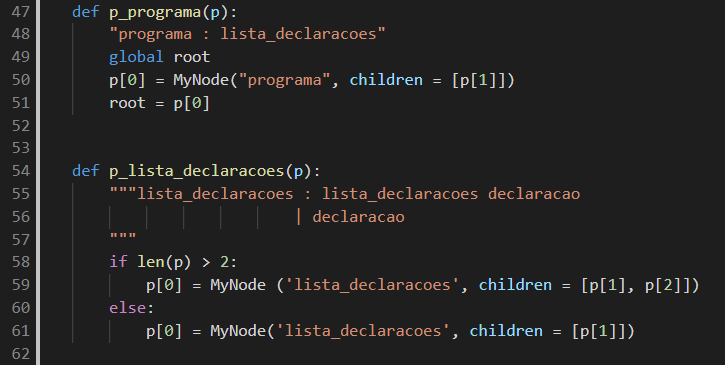 47 def p_programa(p):
48     "programa : lista_declaracoes"
49     global root
50     p[0] = MyNode("programa", children = [p[1]])
51     root = p[0]
52
53
54 def p_lista_declaracoes(p):
55     """lista_declaracoes : lista_declaracoes declaracao
56                         | declaracao
57     """
58     if len(p) > 2:
59         p[0] = MyNode ('lista_declaracoes', children = [p[1], p[2]])
60     else:
61         p[0] = MyNode('lista_declaracoes', children = [p[1]])
62